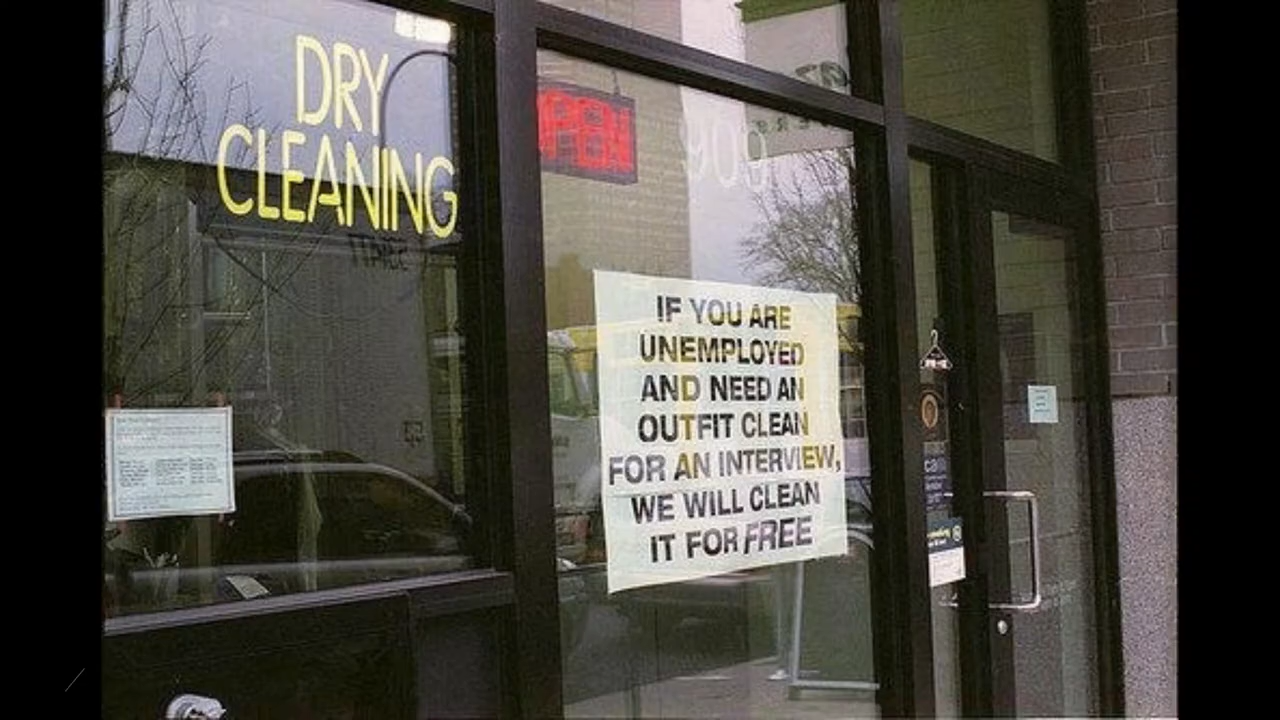 DRY
CLEANING
OPEN
909
IF YOU ARE
UNEMPLOYED
AND NEED AN
OUTFIT CLEAN
FOR AN INTERVIEW,
WE WILL CLEAN
IT FOR FREE